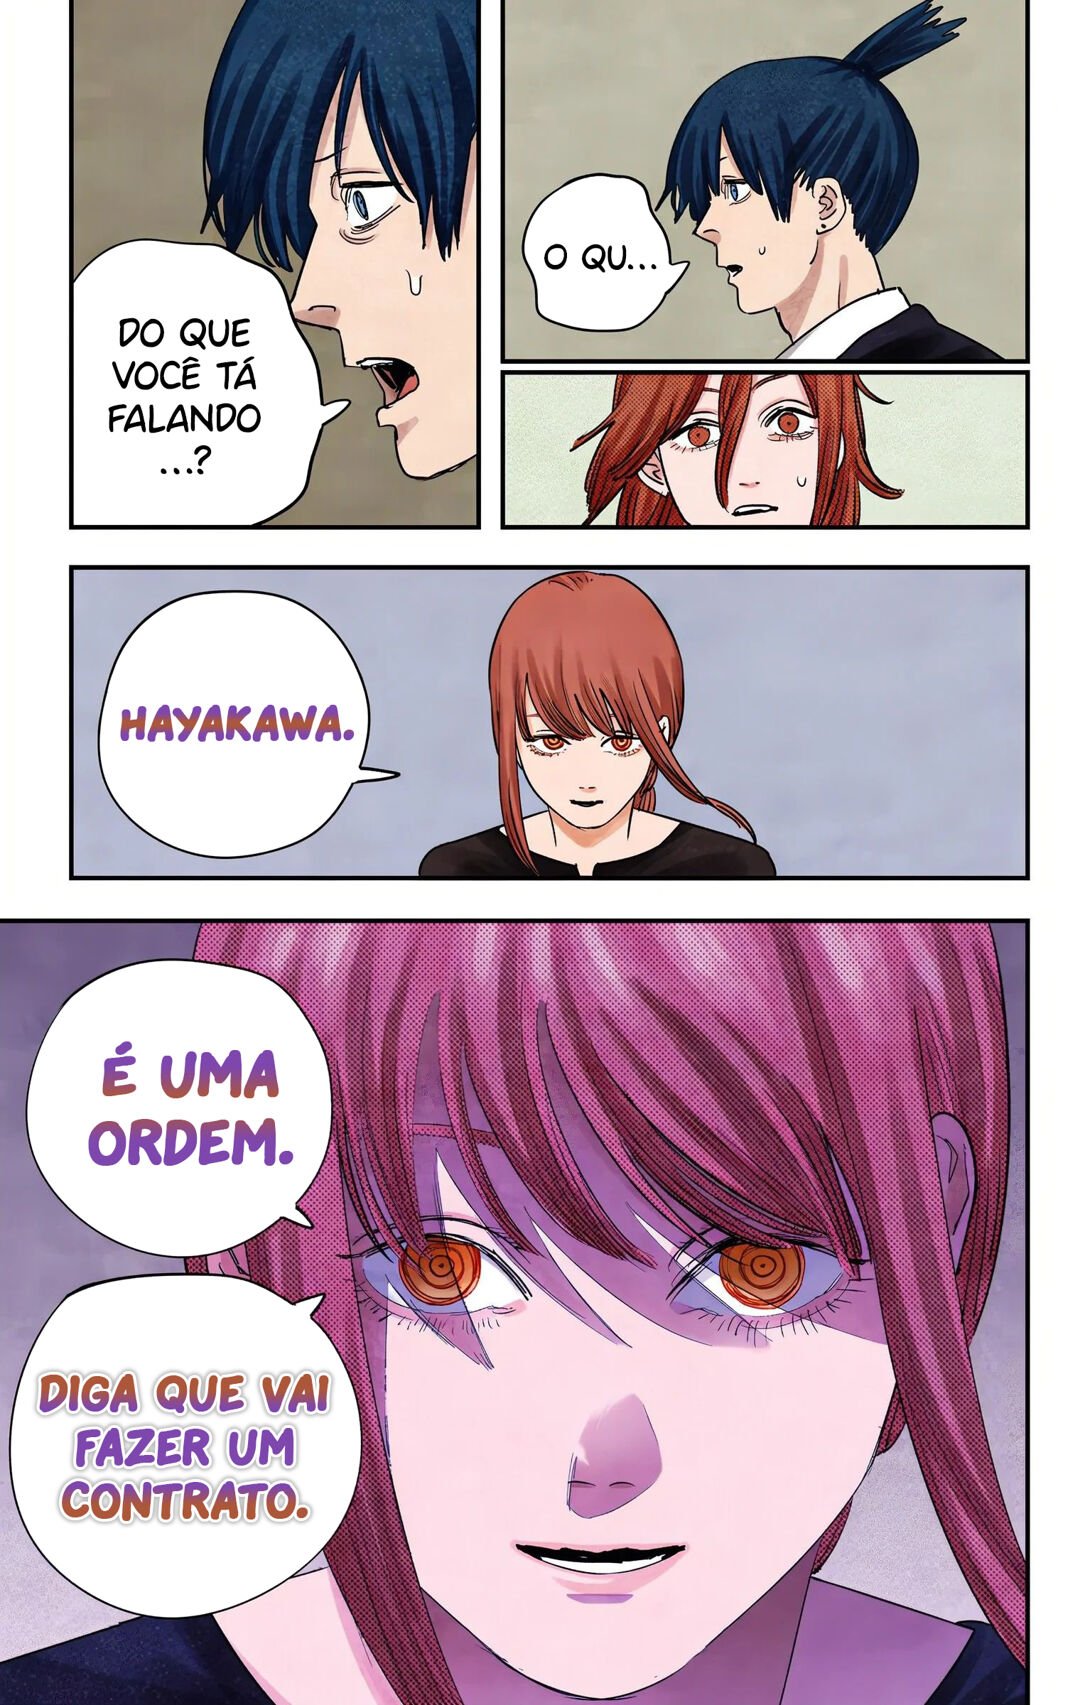 O QU...
DO QUE
VOCÊ TÁ
FALANDO
...?
HAYAKAWA.
É UMA
ORDEM.
DIGA QUE VAI
FAZER UM
CONTRATO.